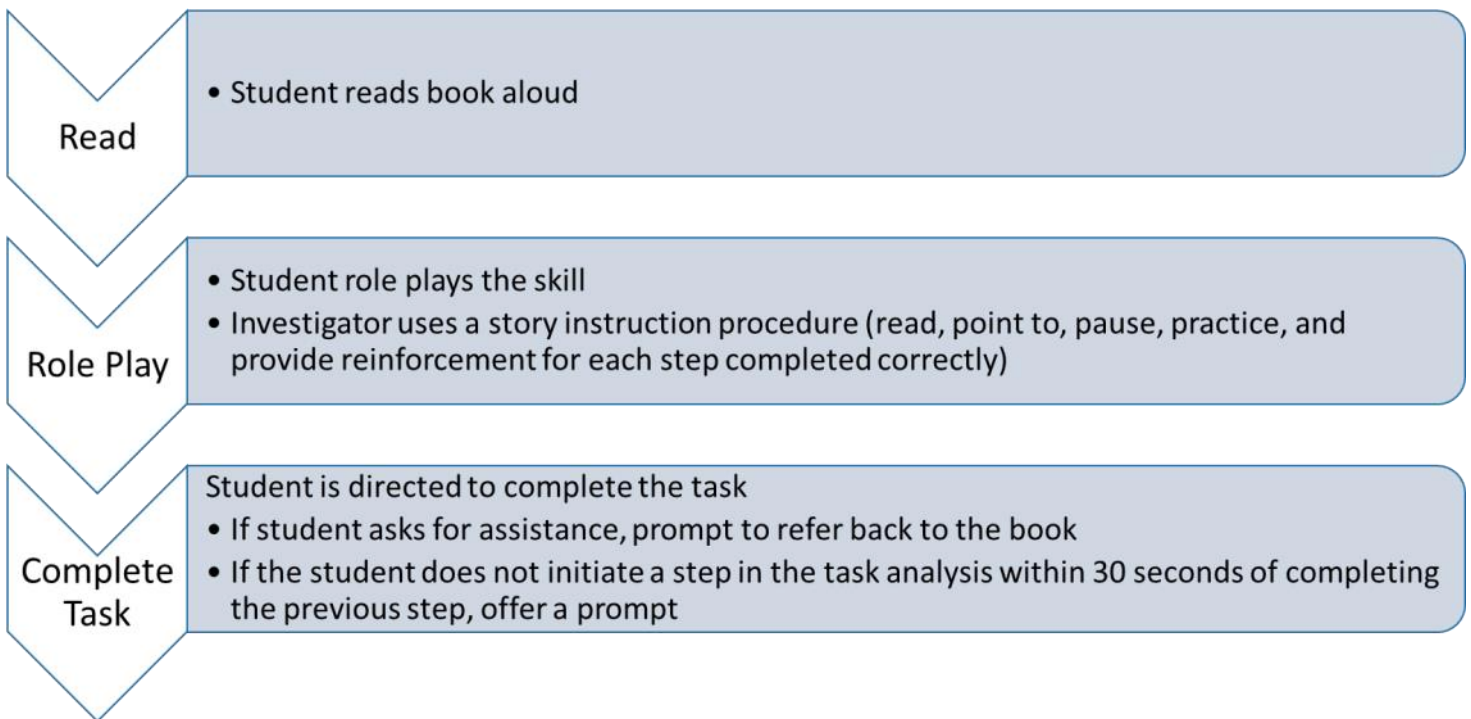 Read
• Student reads book aloud
Role Play
• Student role plays the skill
• Investigator uses a story instruction procedure (read, point to, pause, practice, and
provide reinforcement for each step completed correctly)
Complete
Task
Student is directed to complete the task
• If student asks for assistance, prompt to refer back to the book
• If the student does not initiate a step in the task analysis within 30 seconds of completing
the previous step, offer a prompt